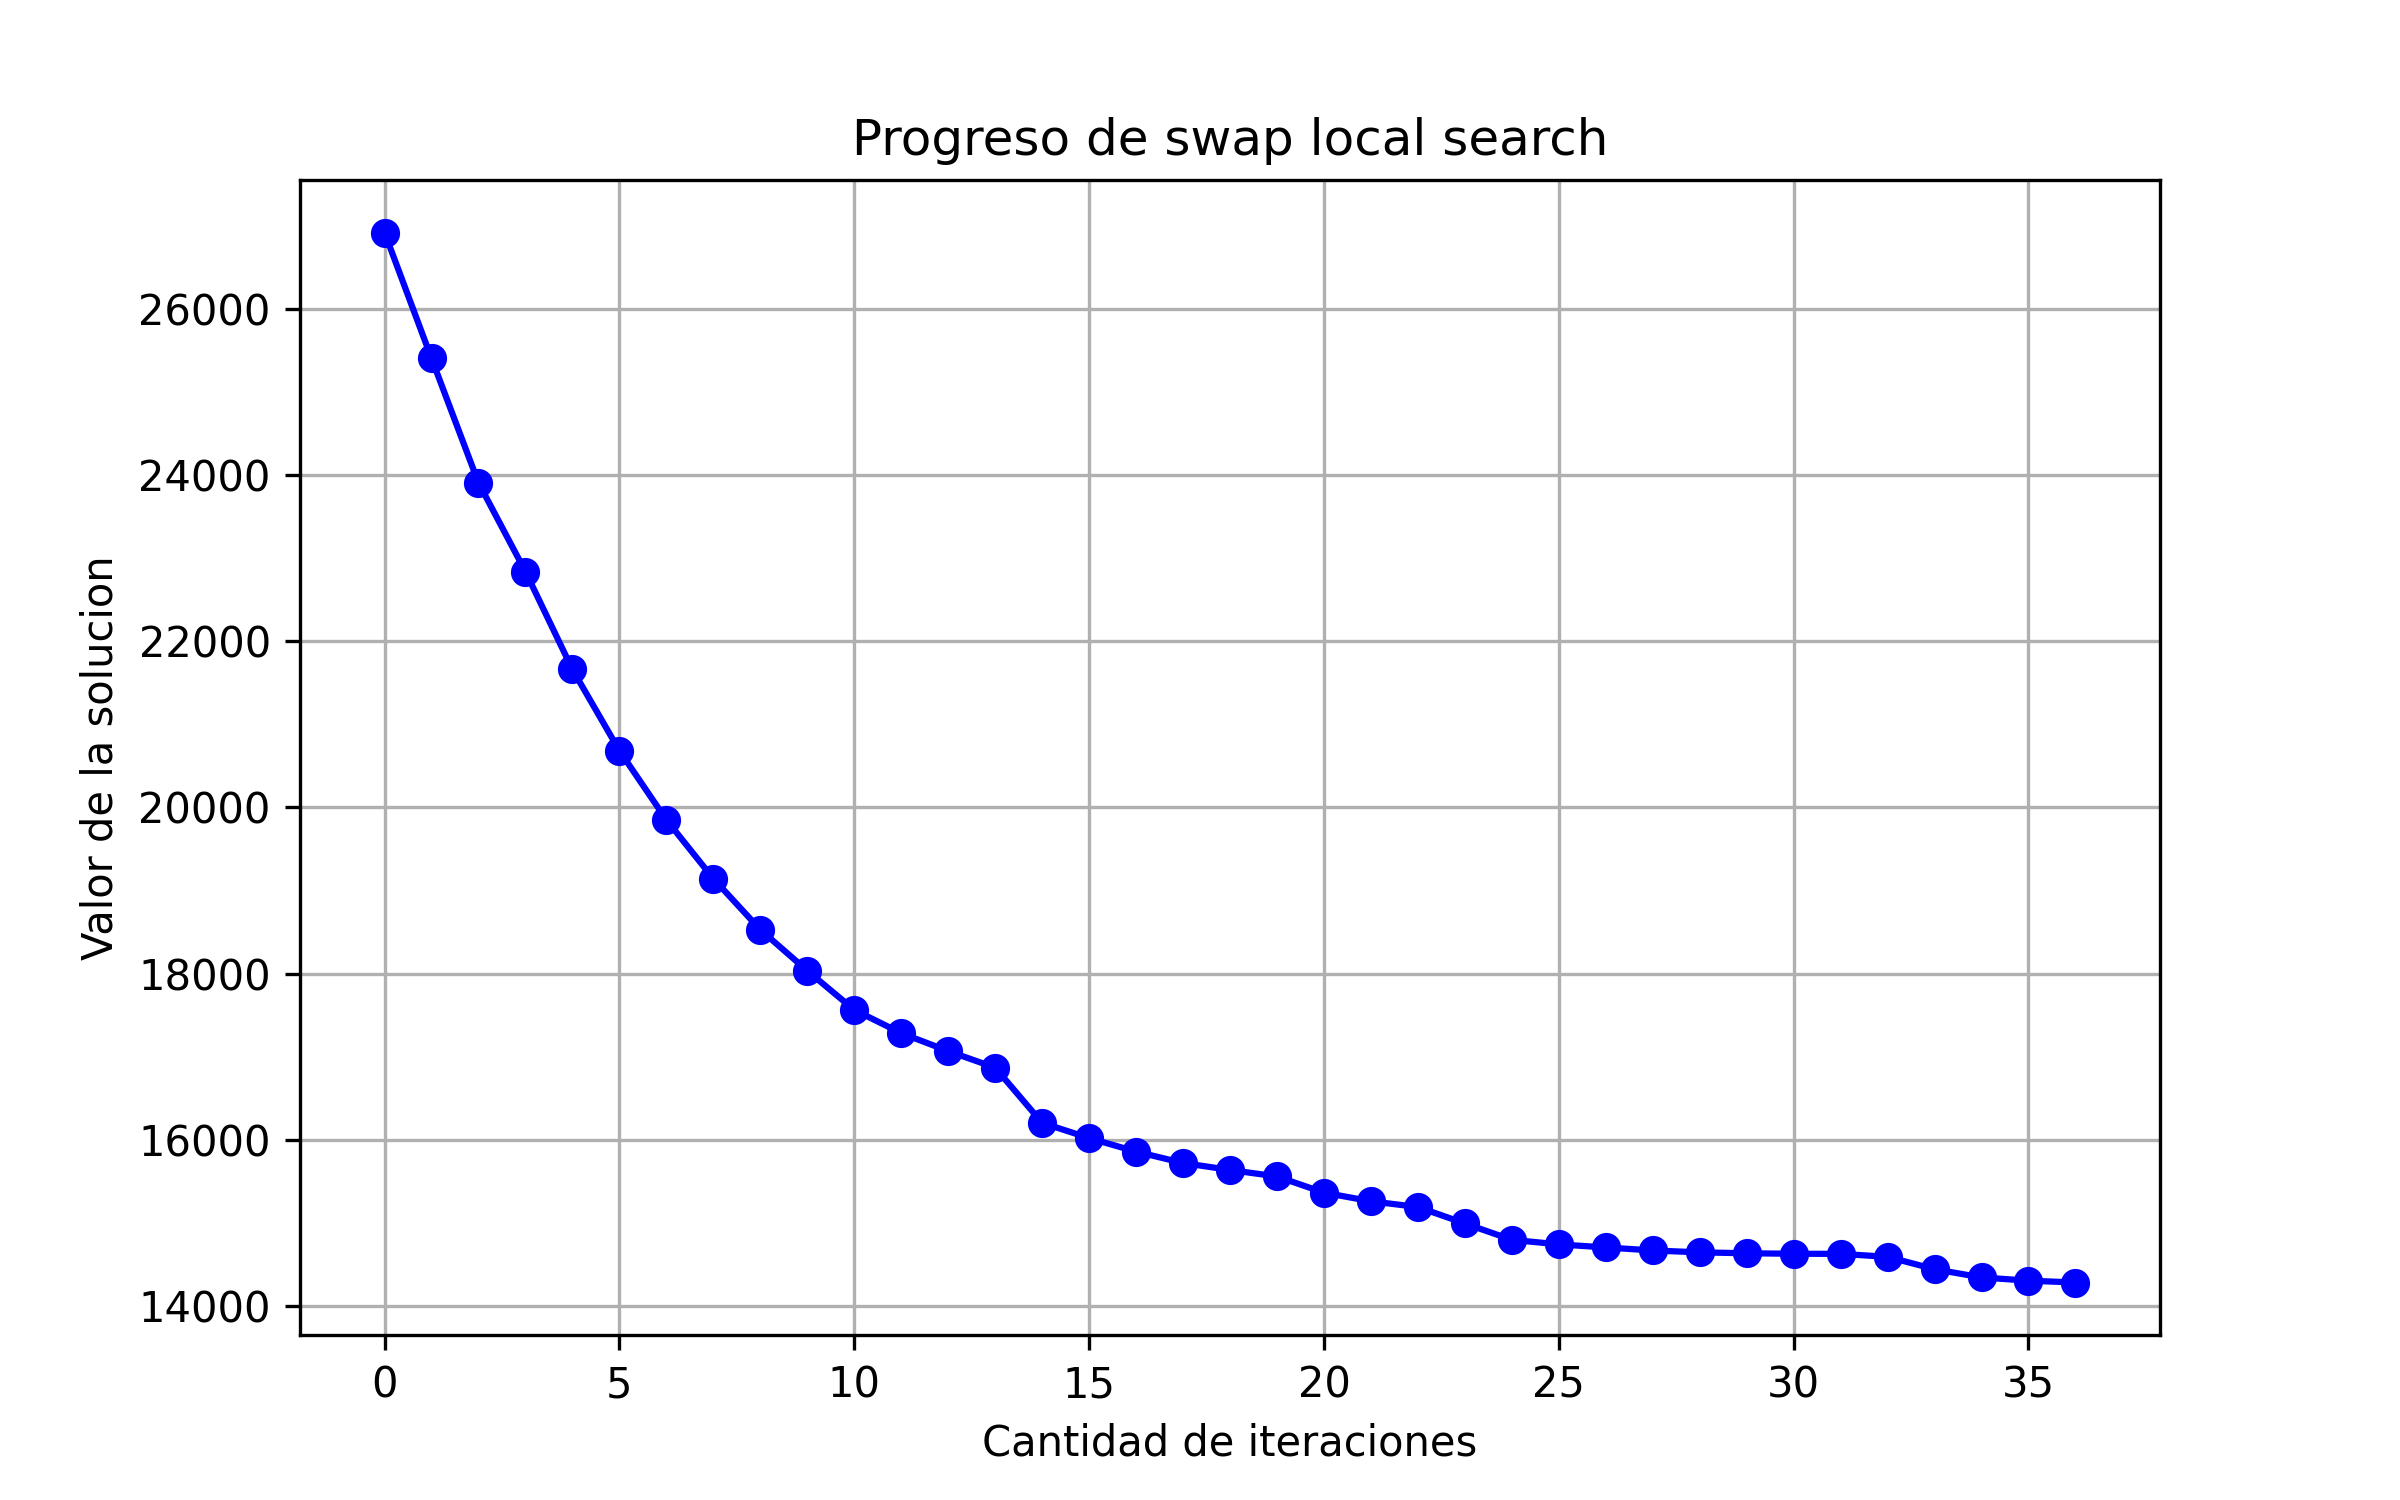 Progreso de swap local search
Valor de la solucion
26000
24000
22000
20000
18000
16000
14000
0 5 10 15 20 25 30 35
Cantidad de iteraciones